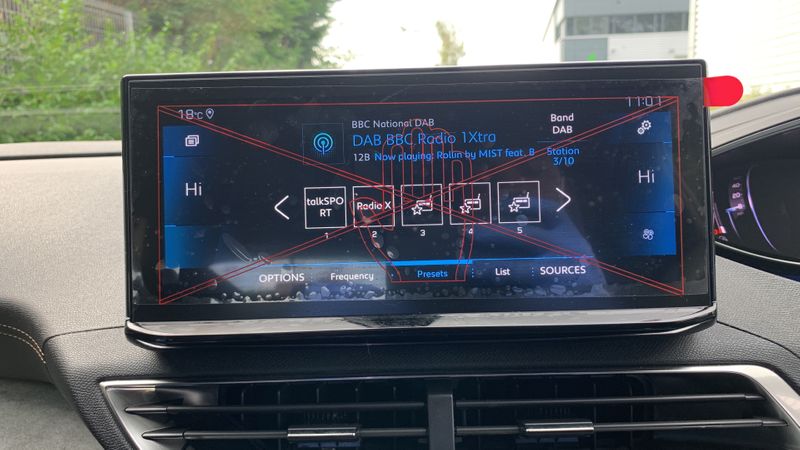 18°C
11:01
BBC National DAB
DAB BBC Radio 1Xtra
12B Now playing: Rollin by MIST feat. 8
Band
DAB
Station
3/10
Hi
Hi
talkSPO
RT
Radio X
1
2
3
4
5
OPTIONS
Frequency
Presets
List
SOURCES